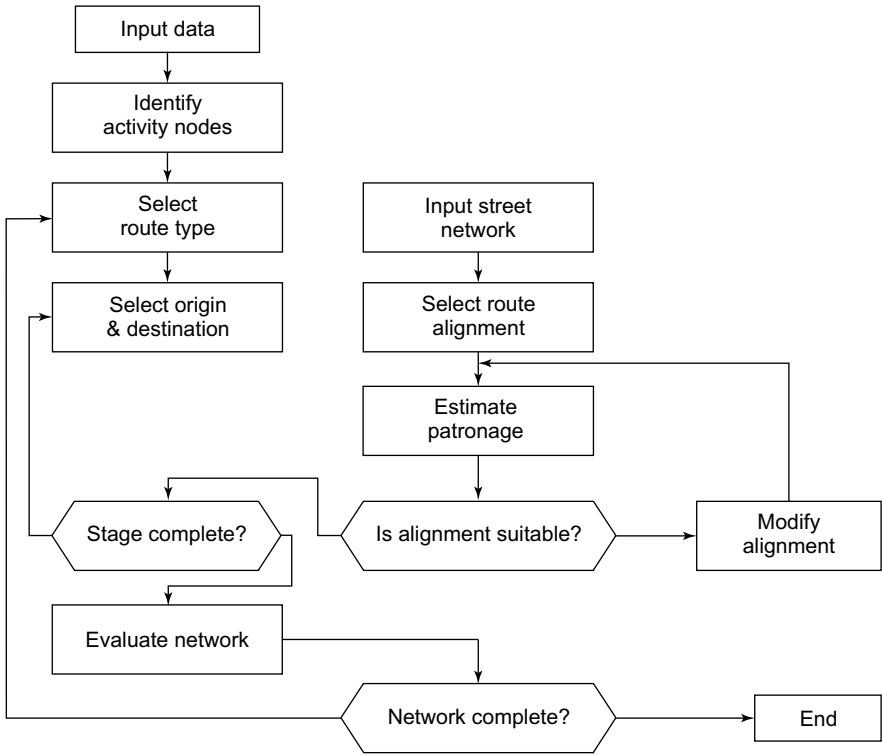 Input data
Identify
activity nodes
Select
route type
Input street
network
Select origin
& destination
Select route
alignment
Estimate
patronage
Stage complete?
Is alignment suitable?
Modify
alignment
Evaluate network
Network complete?
End